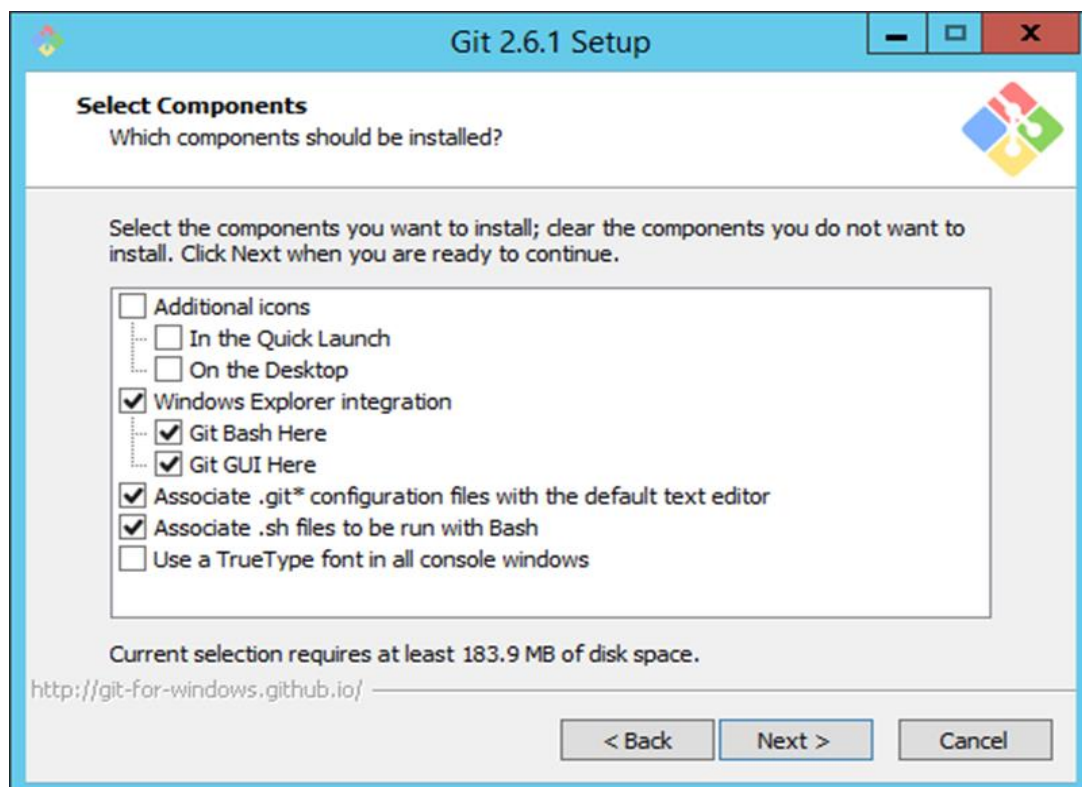 Git 2.6.1 Setup
Select Components
Which components should be installed?
Select the components you want to install; clear the components you do not want to
install. Click Next when you are ready to continue.
Additional icons
In the Quick Launch
On the Desktop
Windows Explorer integration
Git Bash Here
Git GUI Here
Associate .git* configuration files with the default text editor
Associate .sh files to be run with Bash
Use a TrueType font in all console windows
Current selection requires at least 183.9 MB of disk space.
http://git-for-windows.github.io/
< Back Next > Cancel